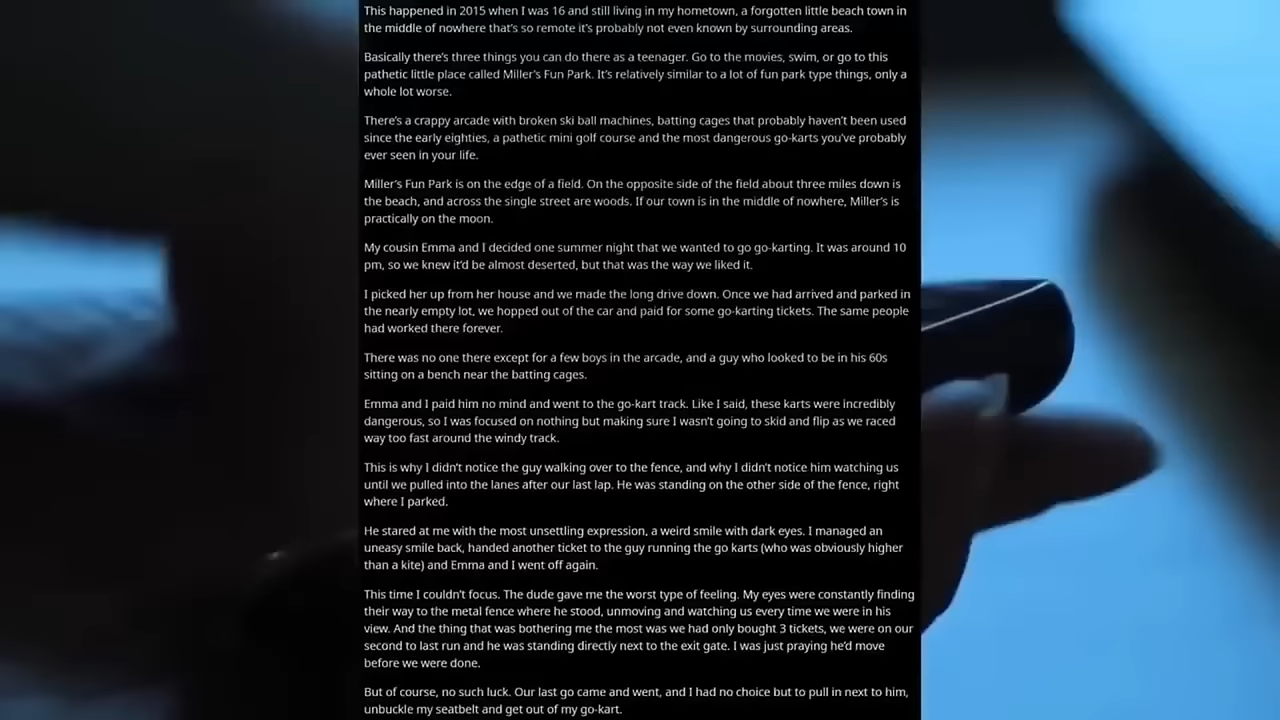 This happened in 2015 when I was 16 and still living in my hometown, a forgotten little beach town in
the middle of nowhere that's so remote it's probably not even known by surrounding areas.
Basically there's three things you can do there as a teenager. Go to the movies, swim, or go to this
pathetic little place called Miller's Fun Park. It's relatively similar to a lot of fun park type things, only a
whole lot worse.
There's a crappy arcade with broken ski ball machines, batting cages that probably haven't been used
since the early eighties, a pathetic mini golf course and the most dangerous go-karts you've probably
ever seen in your life.
Miller's Fun Park is on the edge of a field. On the opposite side of the field about three miles down is
the beach, and across the single street are woods. If our town is in the middle of nowhere, Miller's is
practically on the moon.
My cousin Emma and I decided one summer night that we wanted to go go-karting. It was around 10
pm, so we knew it'd be almost deserted, but that was the way we liked it.
I picked her up from her house and we made the long drive down. Once we had arrived and parked in
the nearly empty lot, we hopped out of the car and paid for some go-karting tickets. The same people
had worked there forever.
There was no one there except for a few boys in the arcade, and a guy who looked to be in his 60s
sitting on a bench near the batting cages.
Emma and I paid him no mind and went to the go-kart track. Like I said, these karts were incredibly
dangerous, so I was focused on nothing but making sure I wasn't going to skid and flip as we raced
way too fast around the windy track.
This is why I didn't notice the guy walking over to the fence, and why I didn't notice him watching us
until we pulled into the lanes after our last lap. He was standing on the other side of the fence, right
where I parked.
He stared at me with the most unsettling expression, a weird smile with dark eyes. I managed an
uneasy smile back, handed another ticket to the guy running the go karts (who was obviously higher
than a kite) and Emma and I went off again.
This time I couldn't focus. The dude gave me the worst type of feeling. My eyes were constantly finding
their way to the metal fence where he stood, unmoving and watching us every time we were in his
view. And the thing that was bothering me the most was we had only bought 3 tickets, we were on our
second to last run and he was standing directly next to the exit gate. I was just praying he'd move
before we were done.
But of course, no such luck. Our last go came and went, and I had no choice but to pull in next to him,
unbuckle my seatbelt and get out of my go-kart.